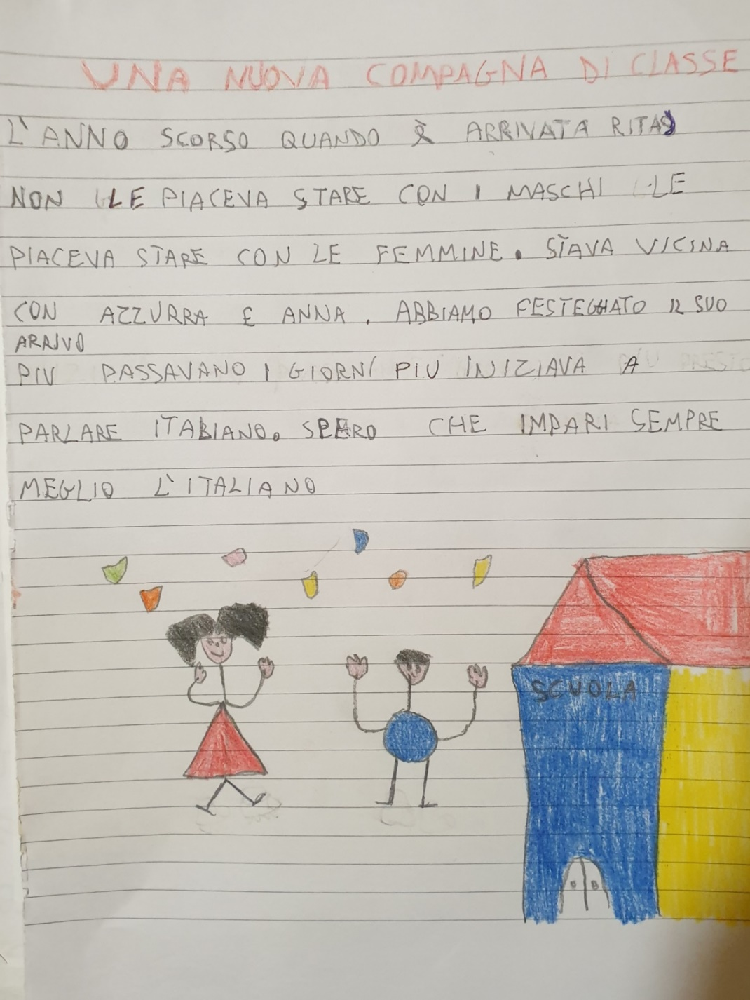 UNA NUOVA COMPAGNA DI CLASSE
L'ANNO SCORSO QUANDO È ARRIVATA RITA
NON LE PIACEVA STARE CON I MASCHI LE
PIACEVA STARE CON LE FEMMINE. STAVA VICINA
CON AZZURRA E ANNA. ABBIAMO FESTEGGIATO IL SUO
ARRIVO
PIU PASSAVANO I GIORNI PIU INIZIAVA A
PARLARE ITALIANO. SPERO CHE IMPARI SEMPRE
MEGLIO L'ITALIANO
SCUOLA